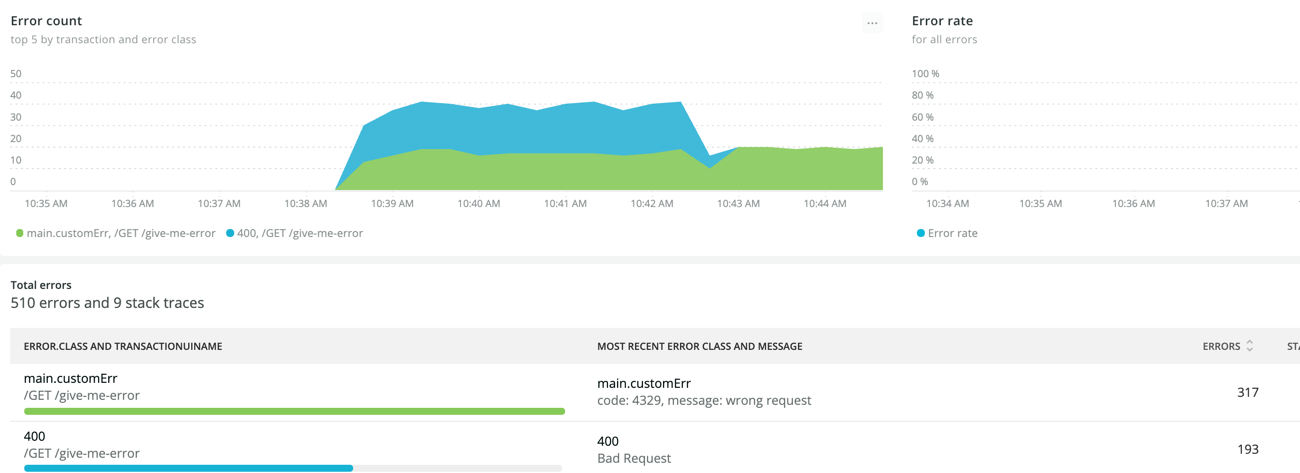 Error count
top 5 by transaction and error class
...
50
40
30
20
10
0
10:35 AM 10:36 AM 10:37 AM 10:38 AM 10:39 AM 10:40 AM 10:41 AM 10:42 AM 10:43 AM 10:44 AM
main.customErr, /GET /give-me-error 400, /GET /give-me-error
Error rate
for all errors
100 %
80 %
60 %
40 %
20 %
0 %
10:34 AM 10:35 AM 10:36 AM 10:37 AM
Error rate
Total errors
510 errors and 9 stack traces
ERROR.CLASS AND TRANSACTIONUINAME MOST RECENT ERROR CLASS AND MESSAGE ERRORS
main.customErr
/GET /give-me-error
main.customErr
code: 4329, message: wrong request
317
400
/GET /give-me-error
400
Bad Request
193